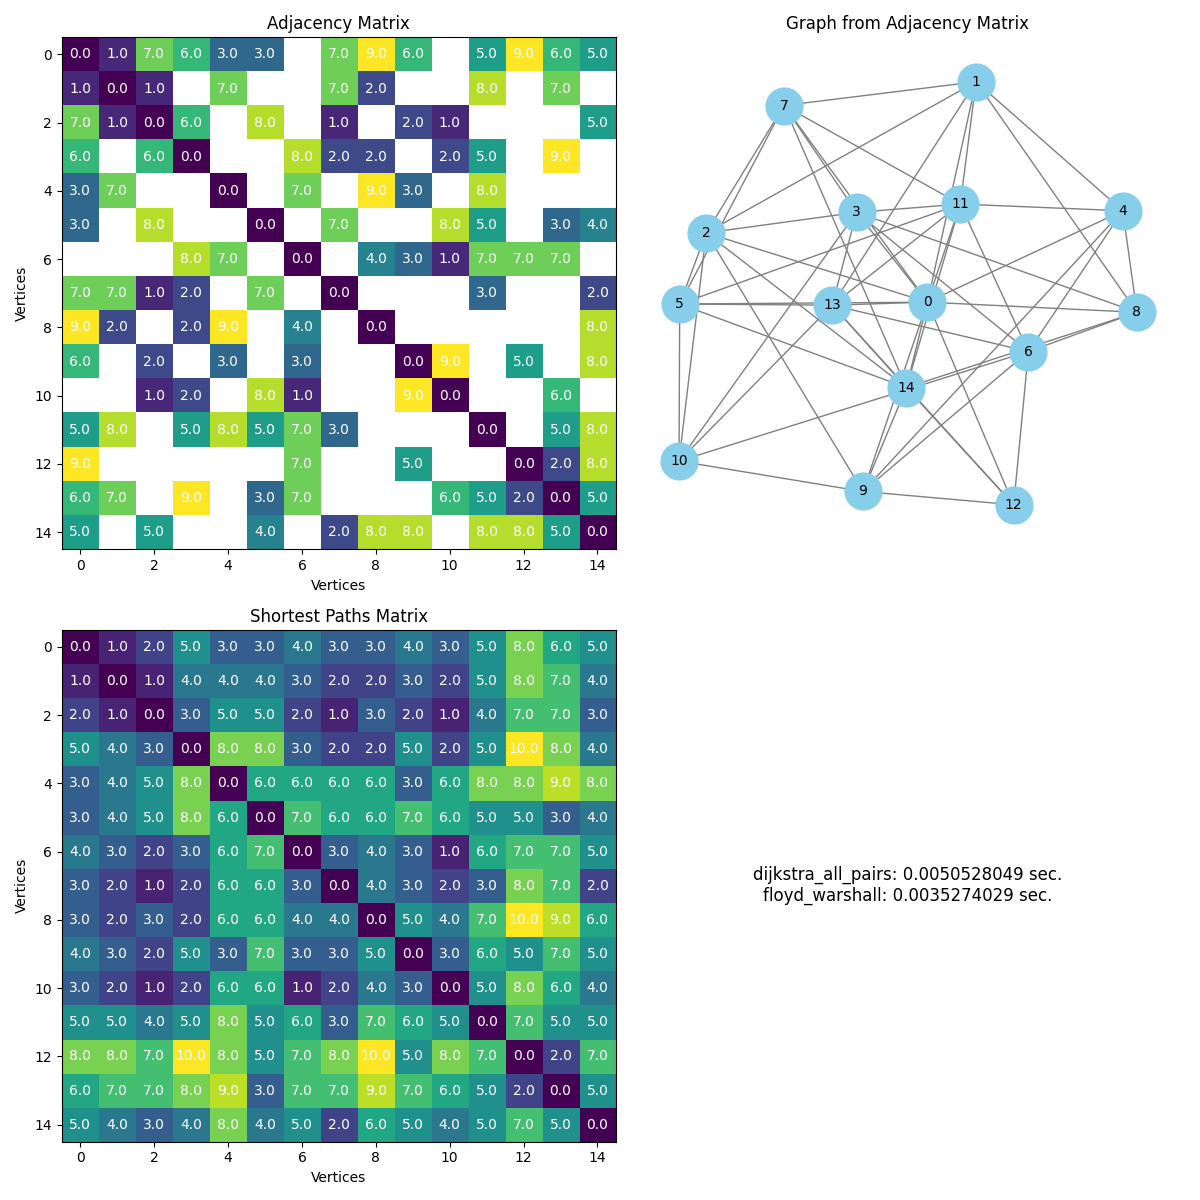 Adjacency Matrix
0 0.0 1.0 7.0 6.0 3.0 3.0 7.0 9.0 6.0 5.0 9.0 6.0 5.0
1.0 0.0 1.0 7.0 7.0 2.0 8.0 7.0
2 7.0 1.0 0.0 6.0 8.0 1.0 2.0 1.0 5.0
6.0 6.0 0.0 8.0 2.0 2.0 2.0 5.0 9.0
4 3.0 7.0 0.0 7.0 9.0 3.0 8.0
3.0 8.0 0.0 7.0 8.0 5.0 3.0 4.0
6 8.0 7.0 0.0 4.0 3.0 1.0 7.0 7.0 7.0
7.0 7.0 1.0 2.0 7.0 0.0 3.0 2.0
8 9.0 2.0 2.0 9.0 4.0 0.0 8.0
6.0 2.0 3.0 3.0 0.0 9.0 5.0 8.0
10 1.0 2.0 8.0 1.0 9.0 0.0 6.0
5.0 8.0 5.0 8.0 5.0 7.0 3.0 0.0 5.0 8.0
12 9.0 7.0 5.0 0.0 2.0 8.0
6.0 7.0 9.0 3.0 7.0 6.0 5.0 2.0 0.0 5.0
14 5.0 5.0 4.0 2.0 8.0 8.0 8.0 8.0 5.0 0.0
0 2 4 6 8 10 12 14
Vertices
Vertices
Graph from Adjacency Matrix
1
7
11
4
3
2
0
5
13
8
6
14
10
9
12
Shortest Paths Matrix
0 0.0 1.0 2.0 5.0 3.0 3.0 4.0 3.0 3.0 4.0 3.0 5.0 8.0 6.0 5.0
1.0 0.0 1.0 4.0 4.0 4.0 3.0 2.0 2.0 3.0 2.0 5.0 8.0 7.0 4.0
2 2.0 1.0 0.0 3.0 5.0 5.0 2.0 1.0 3.0 2.0 1.0 4.0 7.0 7.0 3.0
5.0 4.0 3.0 0.0 8.0 8.0 3.0 2.0 2.0 5.0 2.0 5.0 10.0 8.0 4.0
4 3.0 4.0 5.0 8.0 0.0 6.0 6.0 6.0 6.0 3.0 6.0 8.0 8.0 9.0 8.0
3.0 4.0 5.0 8.0 6.0 0.0 7.0 6.0 6.0 7.0 6.0 5.0 5.0 3.0 4.0
6 4.0 3.0 2.0 3.0 6.0 7.0 0.0 3.0 4.0 3.0 1.0 6.0 7.0 7.0 5.0
3.0 2.0 1.0 2.0 6.0 6.0 3.0 0.0 4.0 3.0 2.0 3.0 8.0 7.0 2.0
8 3.0 2.0 3.0 2.0 6.0 6.0 4.0 4.0 0.0 5.0 4.0 7.0 10.0 9.0 6.0
4.0 3.0 2.0 5.0 3.0 7.0 3.0 3.0 5.0 0.0 3.0 6.0 5.0 7.0 5.0
10 3.0 2.0 1.0 2.0 6.0 6.0 1.0 2.0 4.0 3.0 0.0 5.0 8.0 6.0 4.0
5.0 5.0 4.0 5.0 8.0 5.0 6.0 3.0 7.0 6.0 5.0 0.0 7.0 5.0 5.0
12 8.0 8.0 7.0 10.0 8.0 5.0 7.0 8.0 10.0 5.0 8.0 7.0 0.0 2.0 7.0
6.0 7.0 7.0 8.0 9.0 3.0 7.0 7.0 9.0 7.0 6.0 5.0 2.0 0.0 5.0
14 5.0 4.0 3.0 4.0 8.0 4.0 5.0 2.0 6.0 5.0 4.0 5.0 7.0 5.0 0.0
0 2 4 6 8 10 12 14
Vertices
Vertices
dijkstra_all_pairs: 0.0050528049 sec.
floyd_warshall: 0.0035274029 sec.